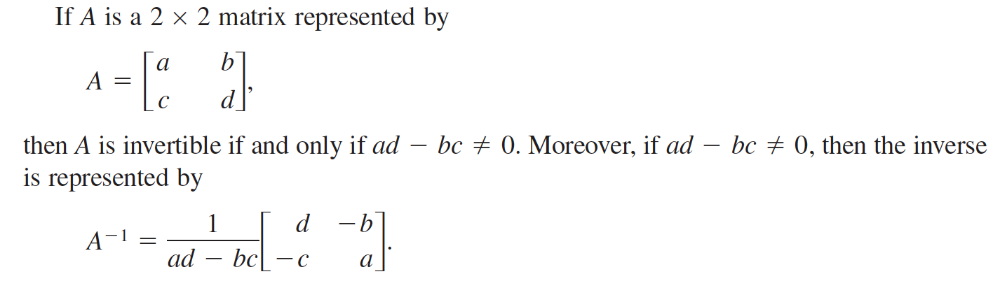 If A is a 2 × 2 matrix represented by
A = [a b
c d],
then A is invertible if and only if ad − bc ≠ 0. Moreover, if ad − bc ≠ 0, then the inverse
is represented by
A⁻¹ = 1/(ad − bc) [d −b
−c a].